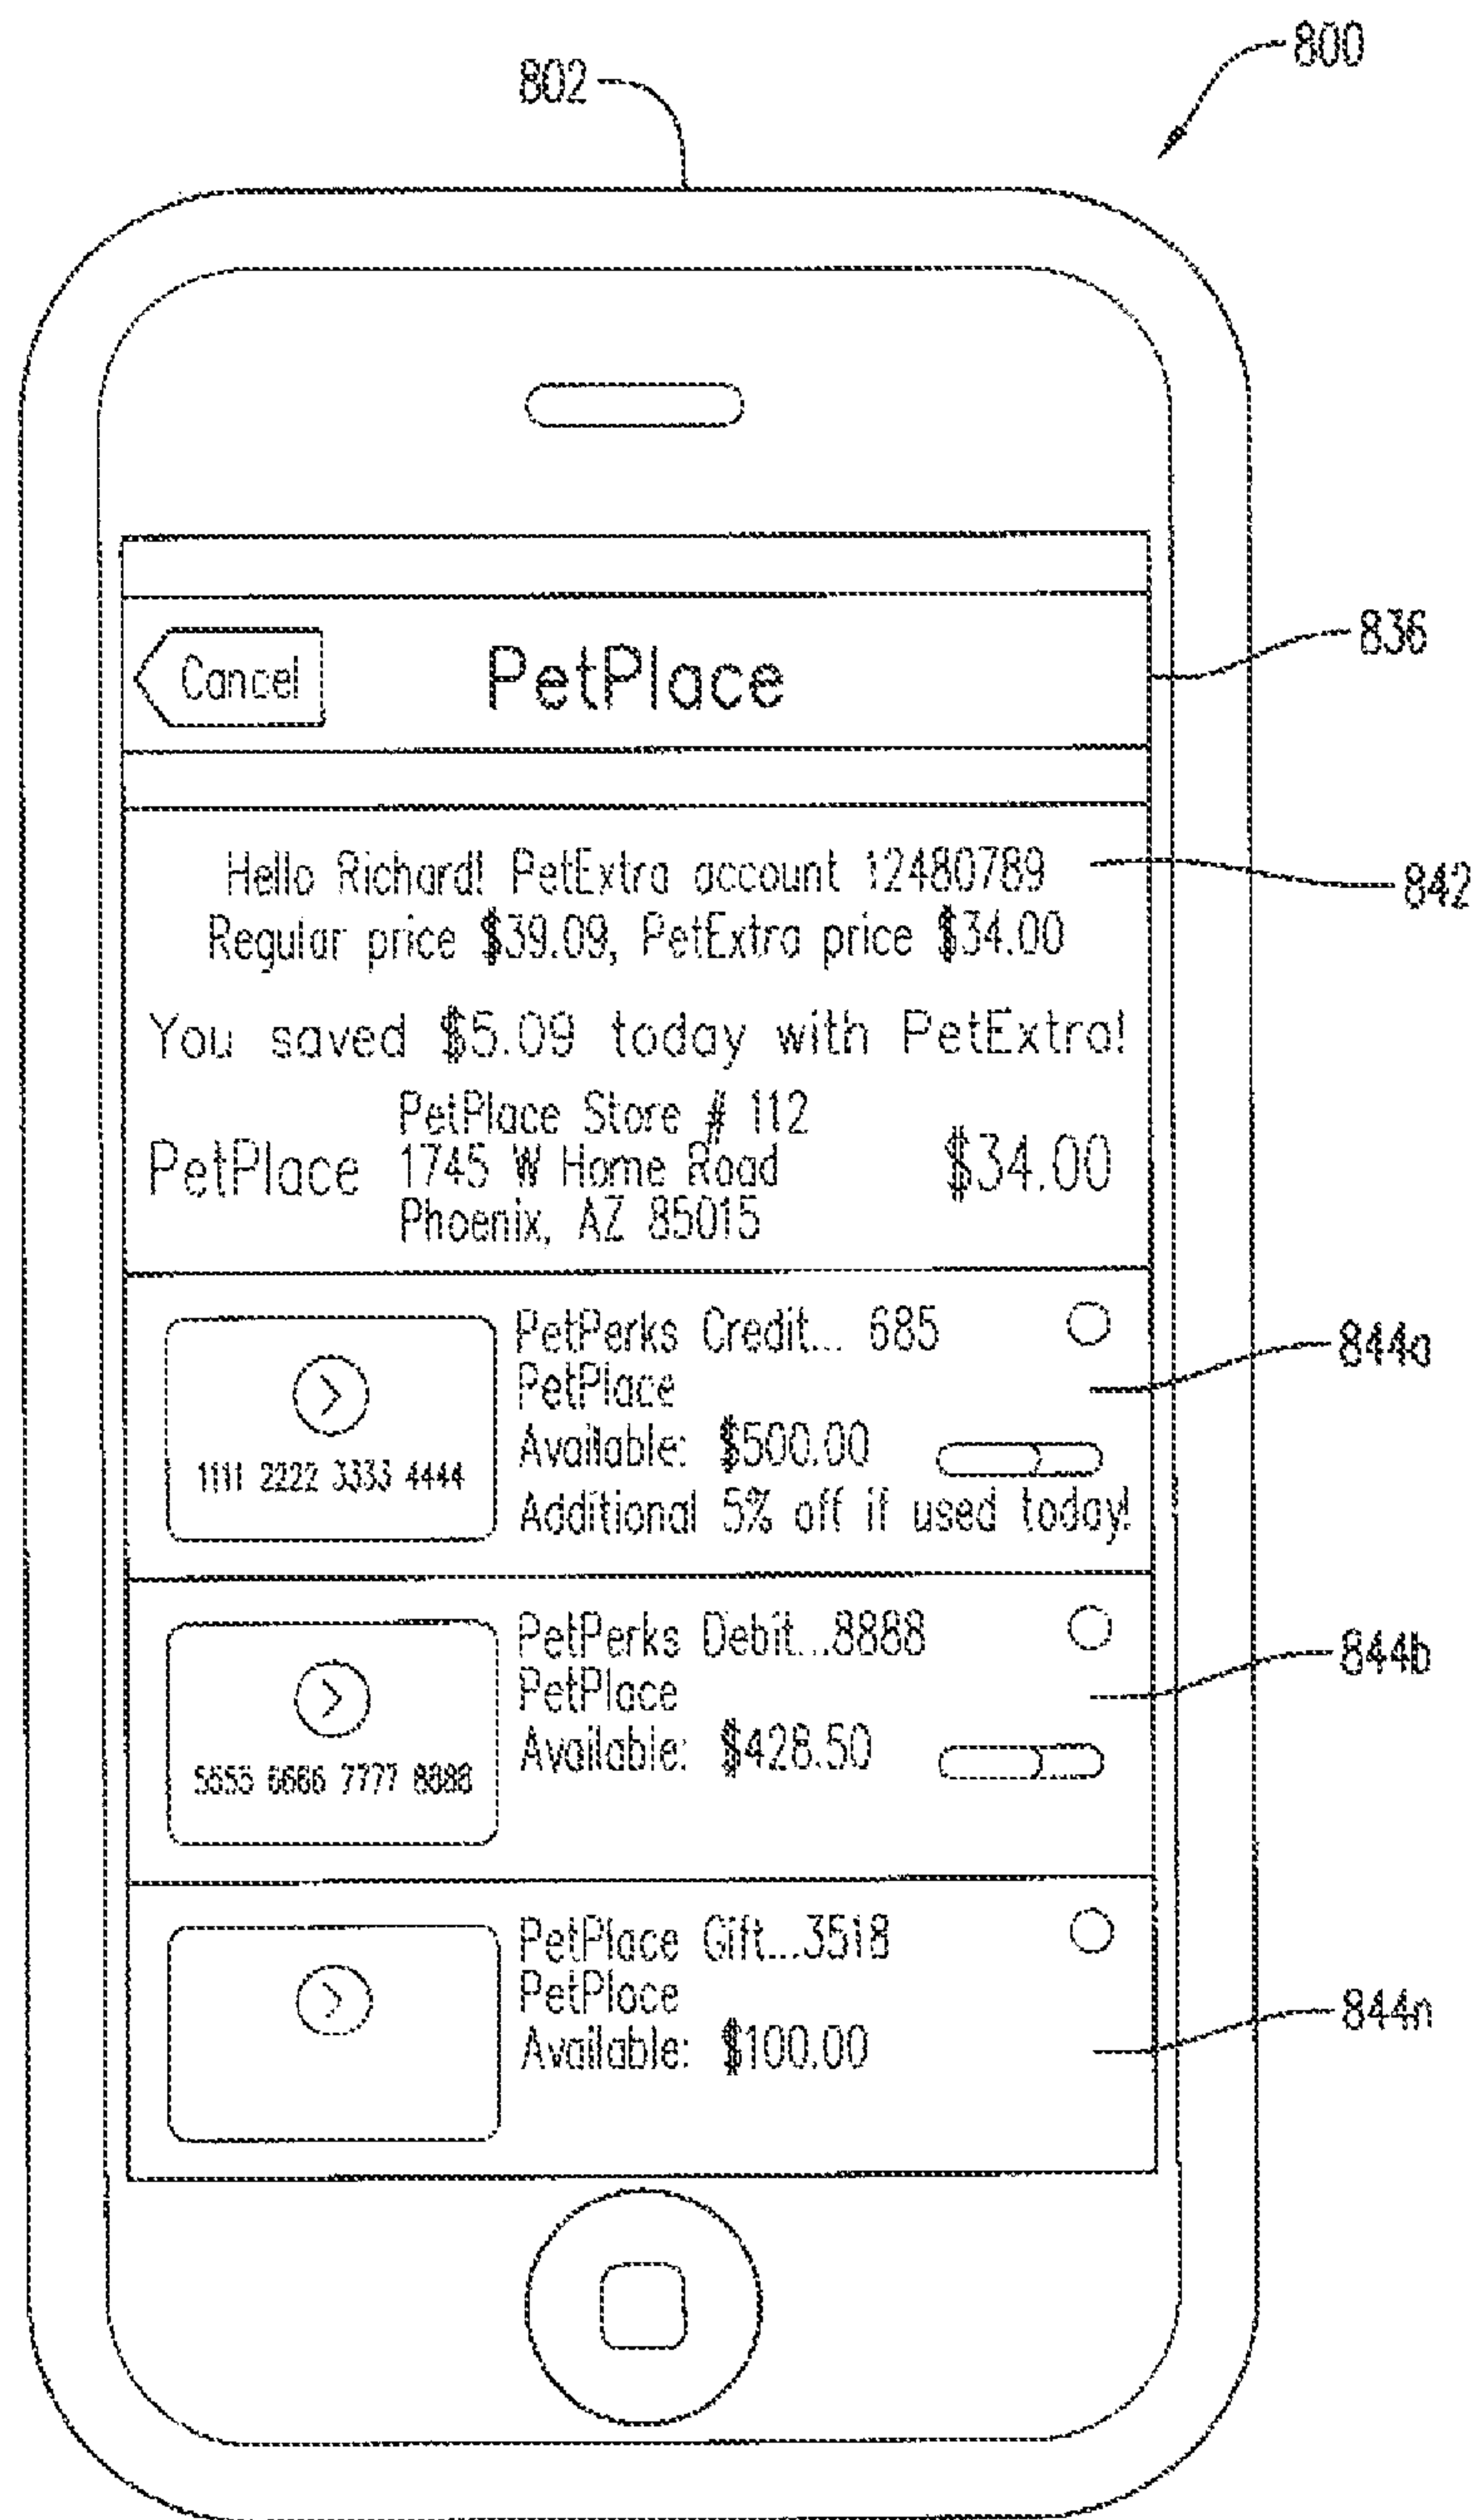 800
802
Cancel
PetPlace
836
Hello Richard! PetExtra account 12480789
842
Regular price $39.09, PetExtra price $34.00
You saved $5.09 today with PetExtra!
PetPlace
PetPlace Store # 112
1745 W Home Road
Phoenix, AZ 85015
$34.00
PetPerks Credit... 685
PetPlace
Available: $500.00
Additional 5% off if used today!
1111 2222 3333 4444
844a
PetPerks Debit...8888
PetPlace
Available: $428.50
5555 6666 7777 8888
844b
PetPlace Gift...3518
PetPlace
Available: $100.00
844n